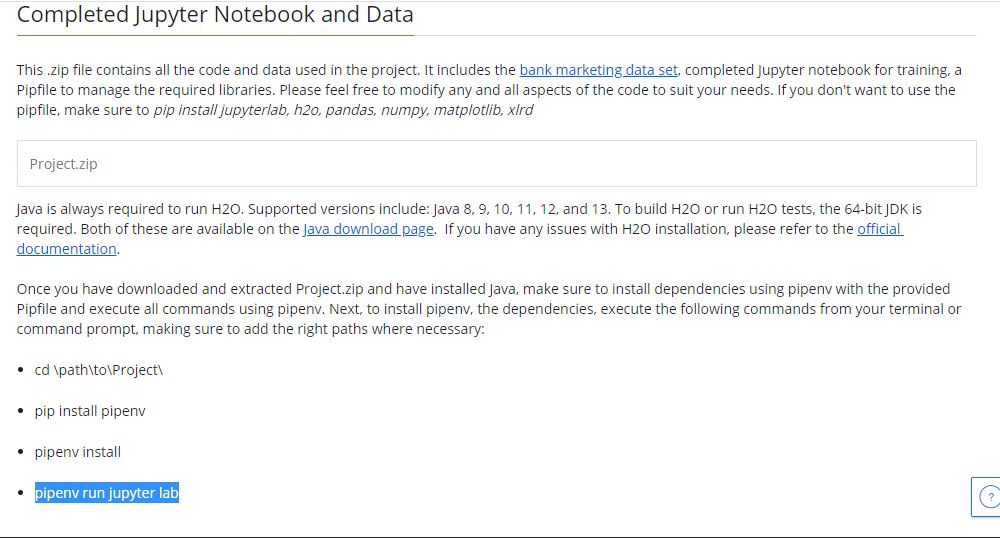 Completed Jupyter Notebook and Data
This .zip file contains all the code and data used in the project. It includes the bank marketing data set, completed Jupyter notebook for training, a
Pipfile to manage the required libraries. Please feel free to modify any and all aspects of the code to suit your needs. If you don't want to use the
pipfile, make sure to pip install jupyterlab, h2o, pandas, numpy, matplotlib, xlrd
Project.zip
Java is always required to run H2O. Supported versions include: Java 8, 9, 10, 11, 12, and 13. To build H2O or run H2O tests, the 64-bit JDK is
required. Both of these are available on the Java download page. If you have any issues with H2O installation, please refer to the official
documentation.
Once you have downloaded and extracted Project.zip and have installed Java, make sure to install dependencies using pipenv with the provided
Pipfile and execute all commands using pipenv. Next, to install pipenv, the dependencies, execute the following commands from your terminal or
command prompt, making sure to add the right paths where necessary:
• cd \path\to\Project\
• pip install pipenv
• pipenv install
• pipenv run jupyter lab
?